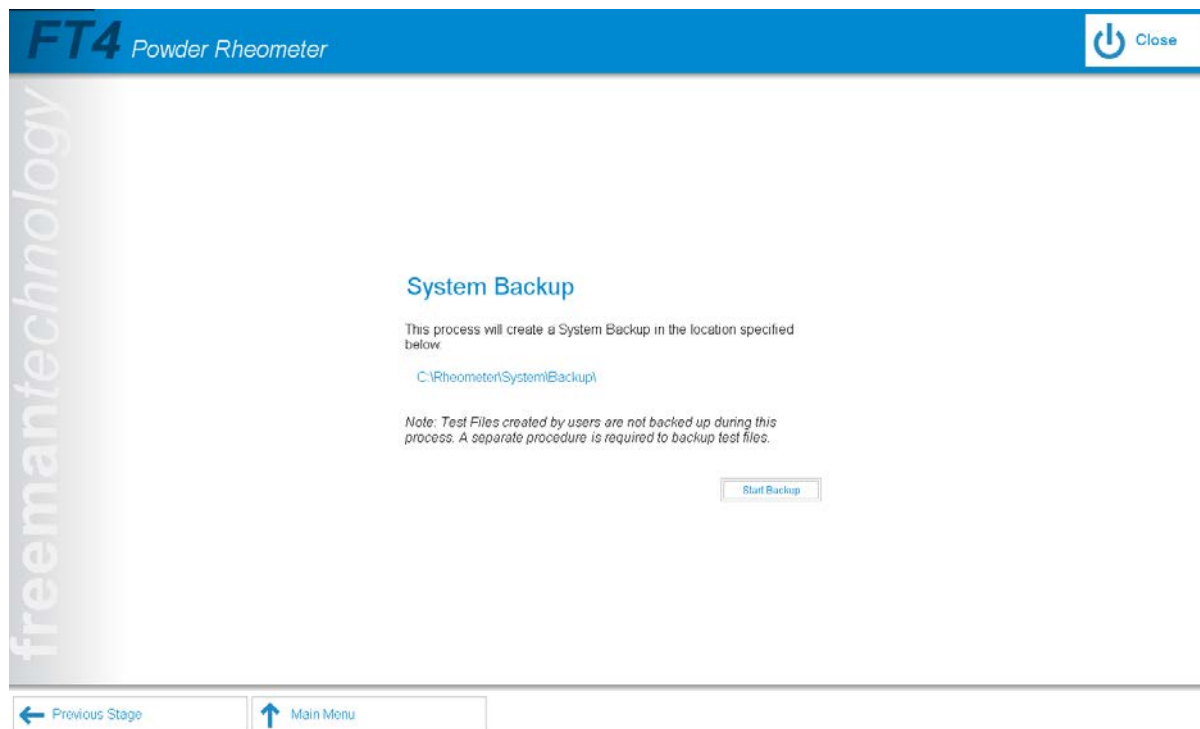 FT4 Powder Rheometer
Close
freemantechnology
System Backup
This process will create a System Backup in the location specified
below.
C:\Rheometer\System\Backup\
Note: Test Files created by users are not backed up during this
process. A separate procedure is required to backup test files.
Start Backup
Previous Stage
Main Menu